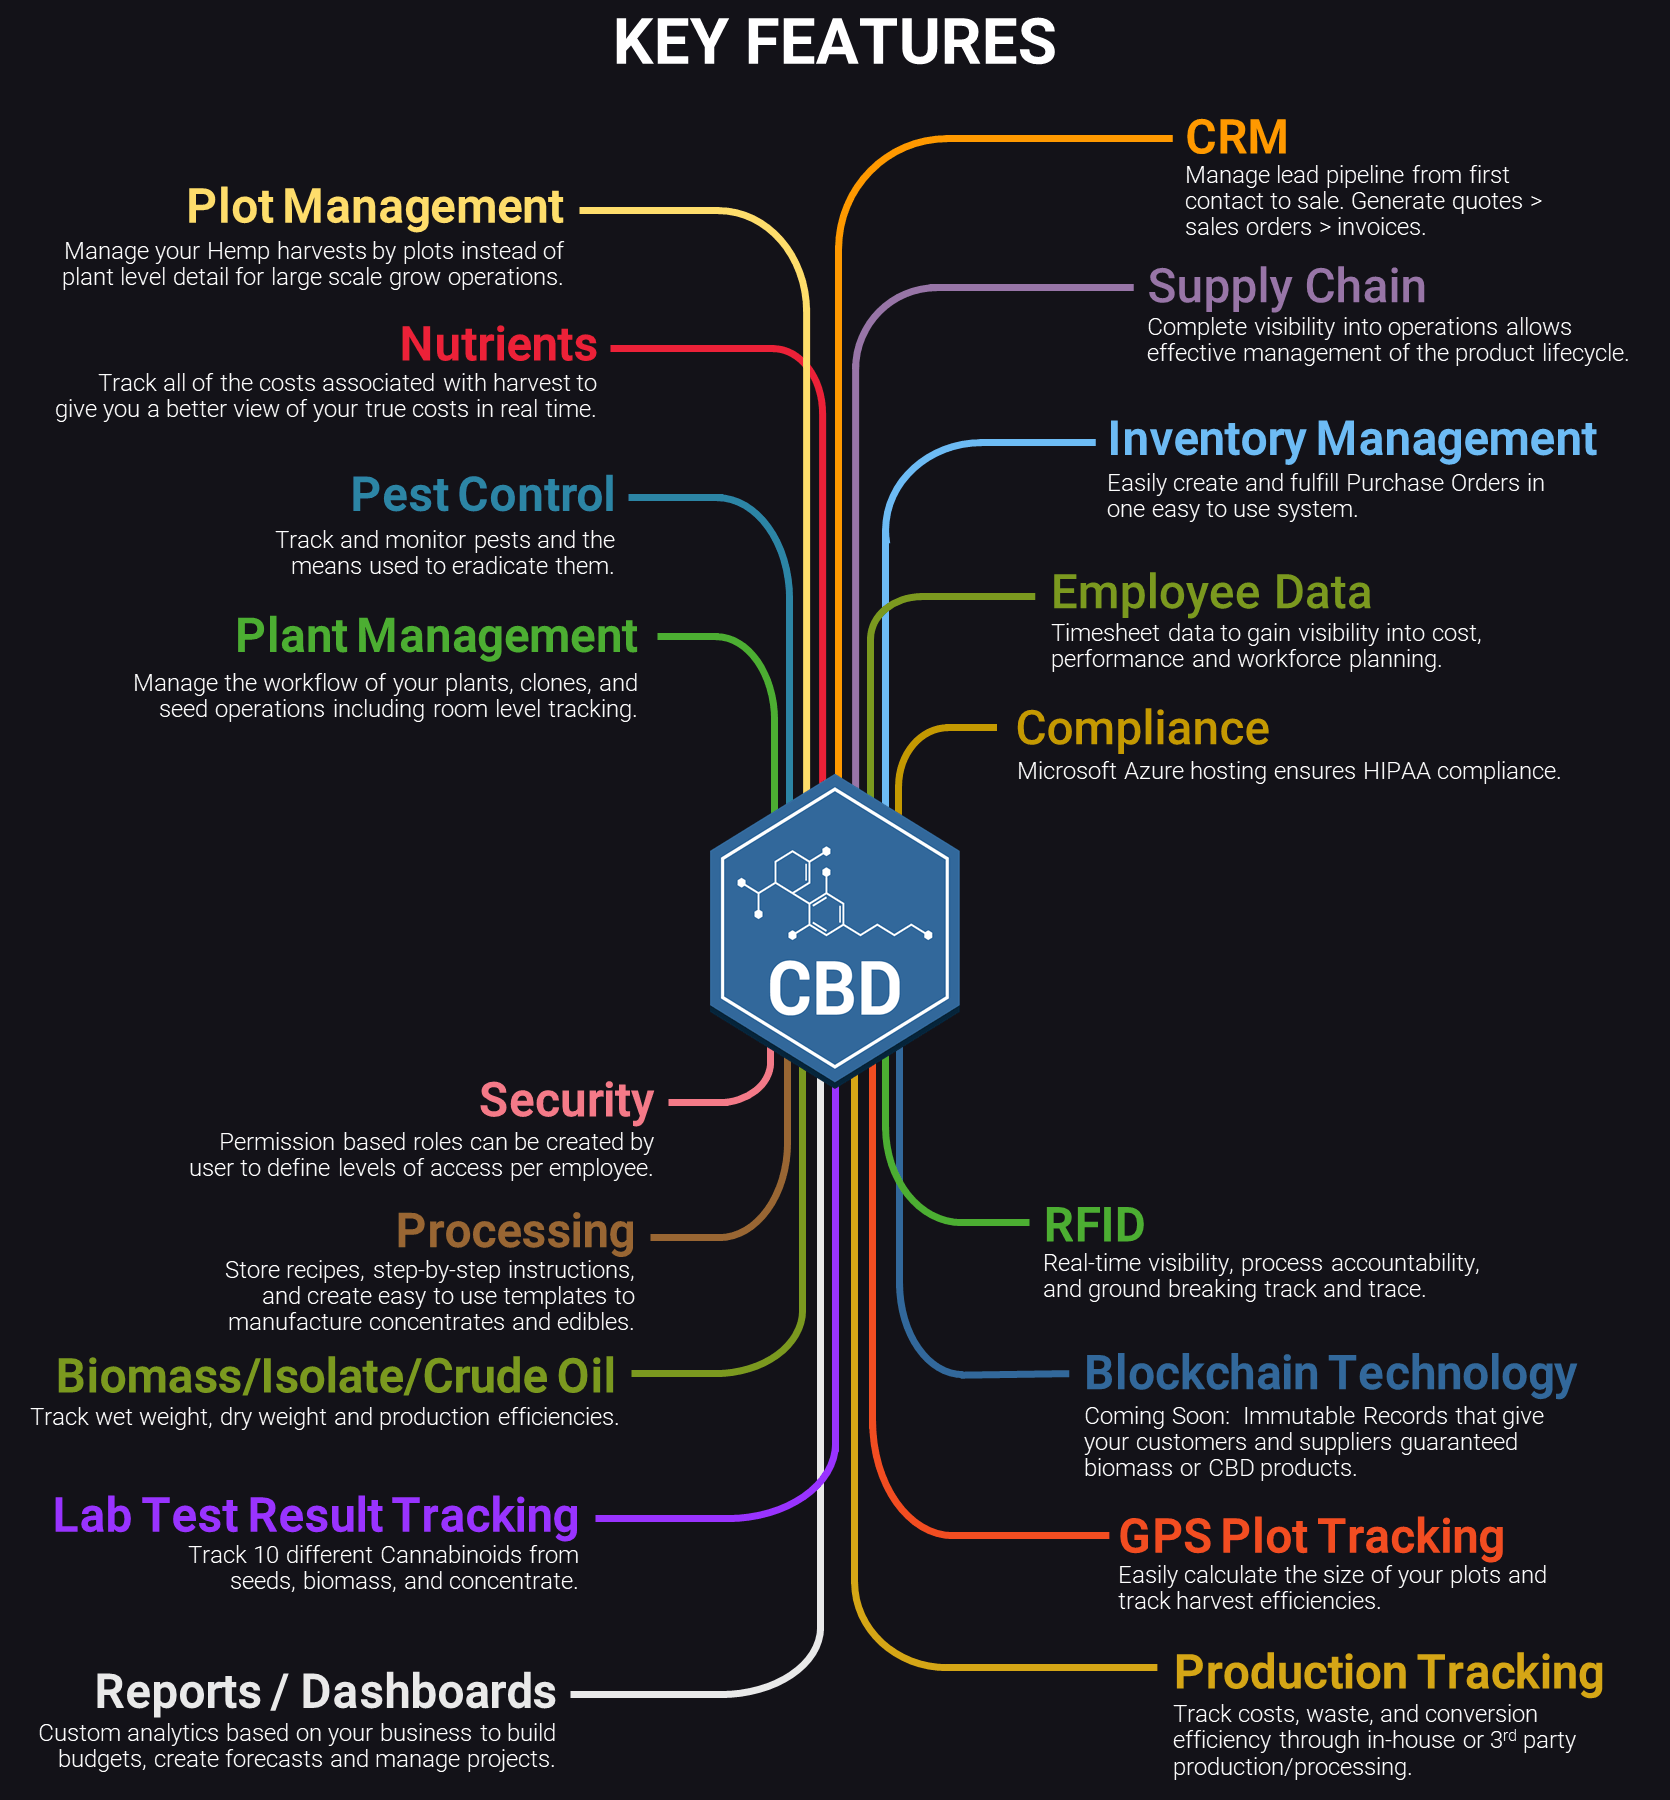 KEY FEATURES
Plot Management
Manage your Hemp harvests by plots instead of
plant level detail for large scale grow operations.
Nutrients
Track all of the costs associated with harvest to
give you a better view of your true costs in real time.
Pest Control
Track and monitor pests and the
means used to eradicate them.
Plant Management
Manage the workflow of your plants, clones, and
seed operations including room level tracking.
CRM
Manage lead pipeline from first
contact to sale. Generate quotes >
sales orders > invoices.
Supply Chain
Complete visibility into operations allows
effective management of the product lifecycle.
Inventory Management
Easily create and fulfill Purchase Orders in
one easy to use system.
Employee Data
Timesheet data to gain visibility into cost,
performance and workforce planning.
Compliance
Microsoft Azure hosting ensures HIPAA compliance.
CBD
Security
Permission based roles can be created by
user to define levels of access per employee.
Processing
Store recipes, step-by-step instructions,
and create easy to use templates to
manufacture concentrates and edibles.
Biomass/Isolate/Crude Oil
Track wet weight, dry weight and production efficiencies.
Lab Test Result Tracking
Track 10 different Cannabinoids from
seeds, biomass, and concentrate.
Reports / Dashboards
Custom analytics based on your business to build
budgets, create forecasts and manage projects.
RFID
Real-time visibility, process accountability,
and ground breaking track and trace.
Blockchain Technology
Coming Soon:  Immutable Records that give
your customers and suppliers guaranteed
biomass or CBD products.
GPS Plot Tracking
Easily calculate the size of your plots and
track harvest efficiencies.
Production Tracking
Track costs, waste, and conversion
efficiency through in-house or 3rd party
production/processing.